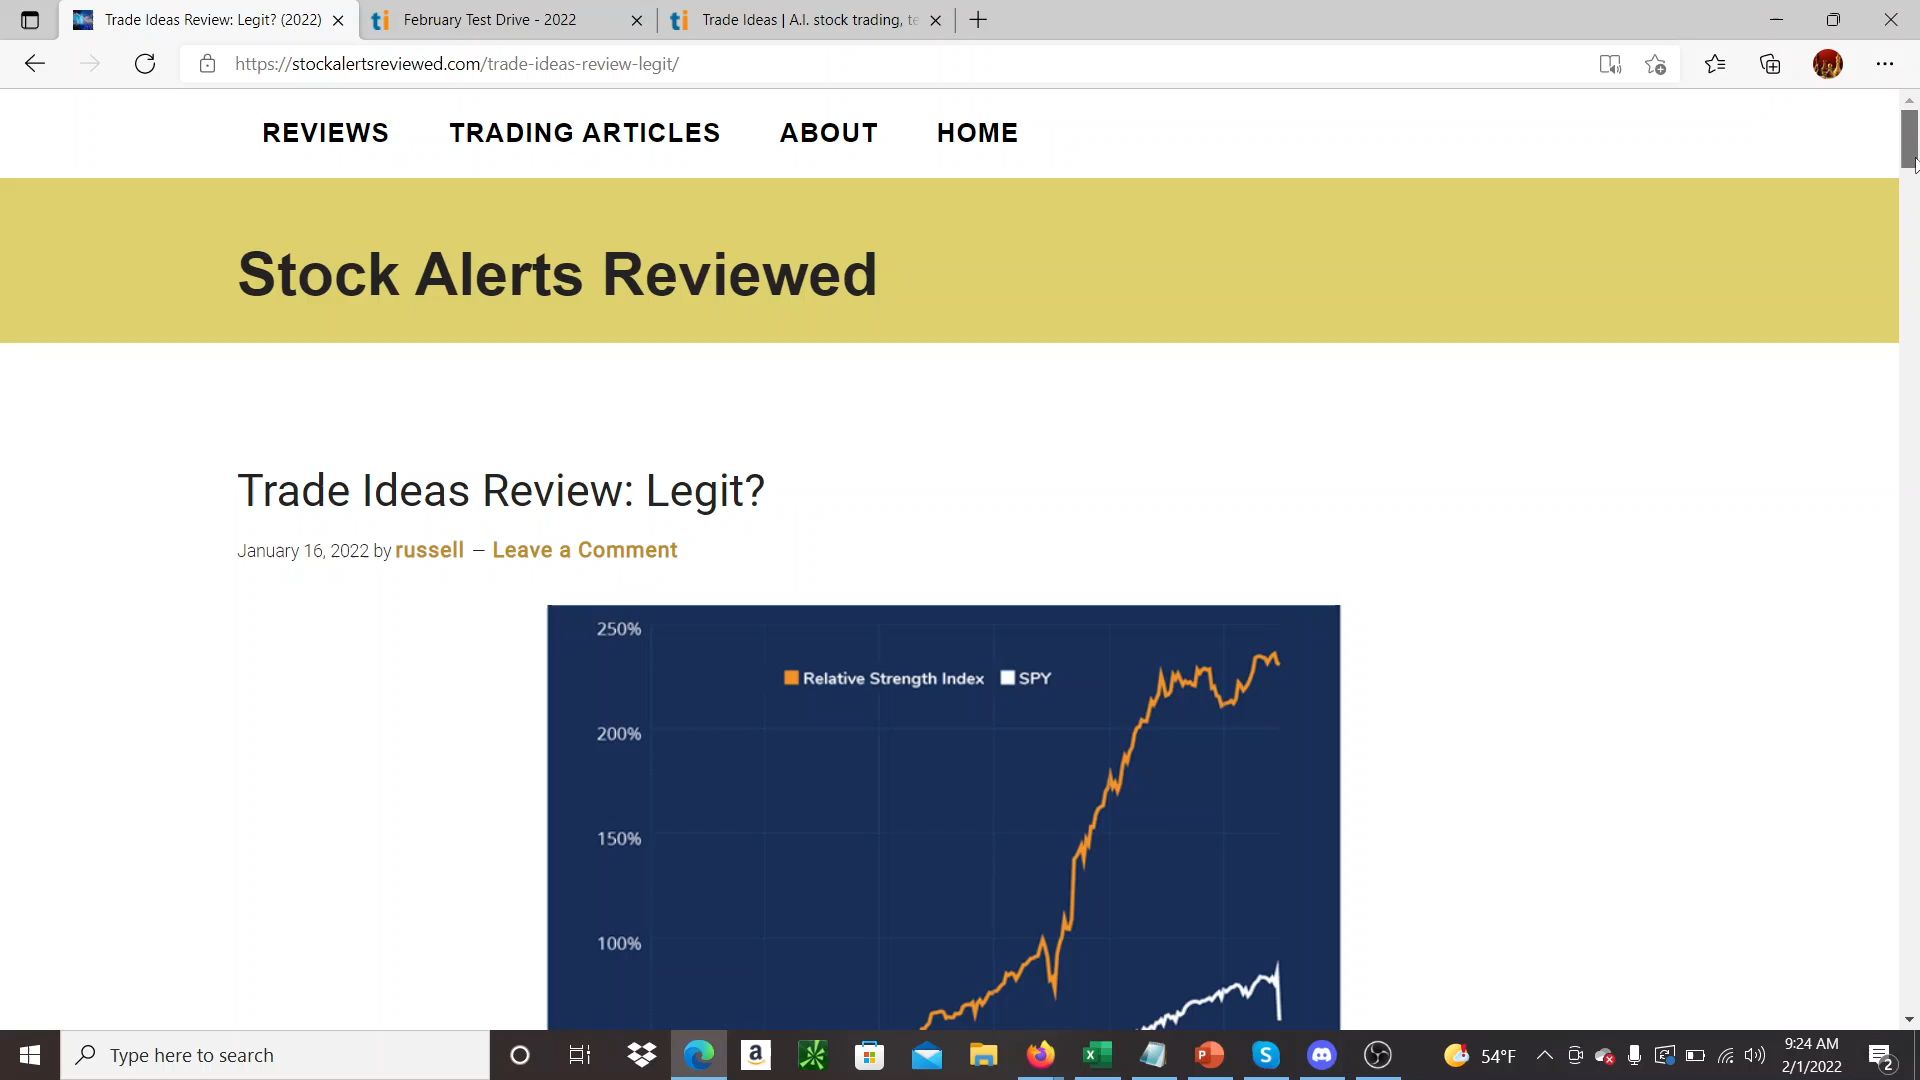 Trade Ideas Review: Legit? (2022)
ti February Test Drive - 2022
ti Trade Ideas | A.I. stock trading, te
https://stockalertsreviewed.com/trade-ideas-review-legit/
REVIEWS TRADING ARTICLES ABOUT HOME
Stock Alerts Reviewed
Trade Ideas Review: Legit?
January 16, 2022 by russell — Leave a Comment
250%
Relative Strength Index SPY
200%
150%
100%
Type here to search
54°F
9:24 AM
2/1/2022
2